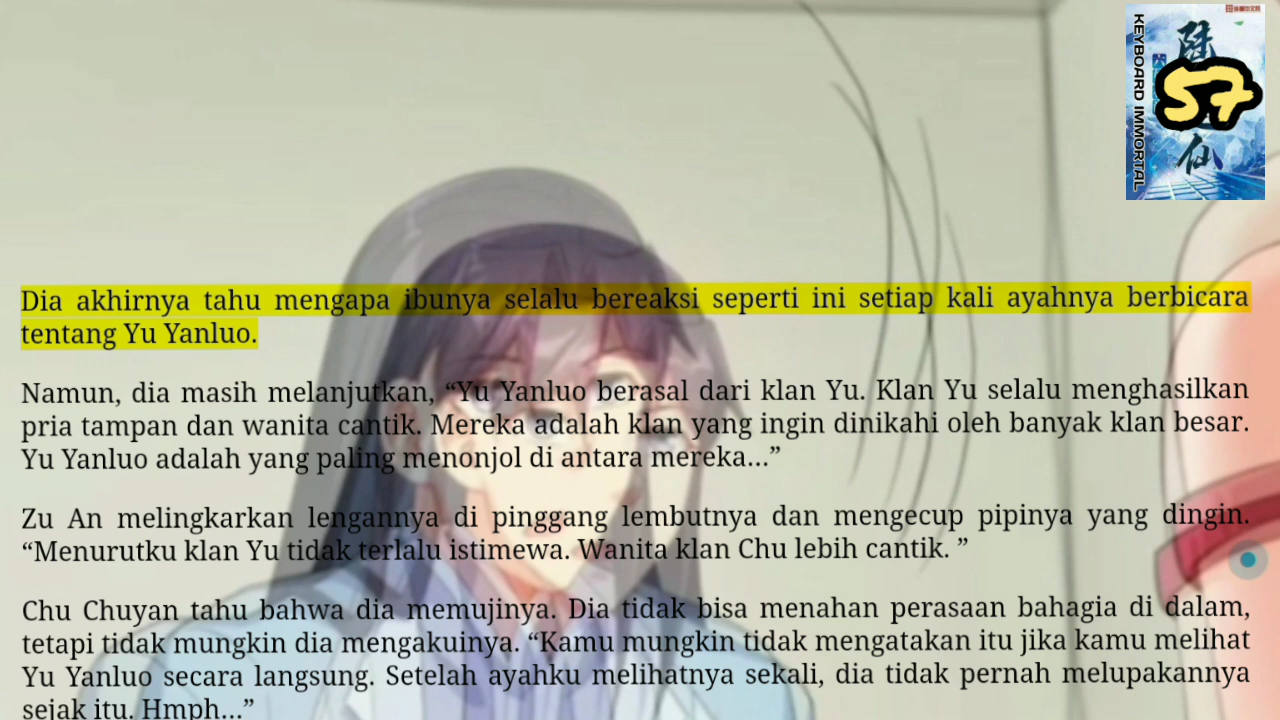 KEYBOARD IMMORTAL
57
仙
Dia akhirnya tahu mengapa ibunya selalu bereaksi seperti ini setiap kali ayahnya berbicara
tentang Yu Yanluo.
Namun, dia masih melanjutkan, “Yu Yanluo berasal dari klan Yu. Klan Yu selalu menghasilkan
pria tampan dan wanita cantik. Mereka adalah klan yang ingin dinikahi oleh banyak klan besar.
Yu Yanluo adalah yang paling menonjol di antara mereka…”
Zu An melingkarkan lengannya di pinggang lembutnya dan mengecup pipinya yang dingin.
“Menurutku klan Yu tidak terlalu istimewa. Wanita klan Chu lebih cantik. ”
Chu Chuyan tahu bahwa dia memujinya. Dia tidak bisa menahan perasaan bahagia di dalam,
tetapi tidak mungkin dia mengakuinya. “Kamu mungkin tidak mengatakan itu jika kamu melihat
Yu Yanluo secara langsung. Setelah ayahku melihatnya sekali, dia tidak pernah melupakannya
sejak itu. Hmph…”